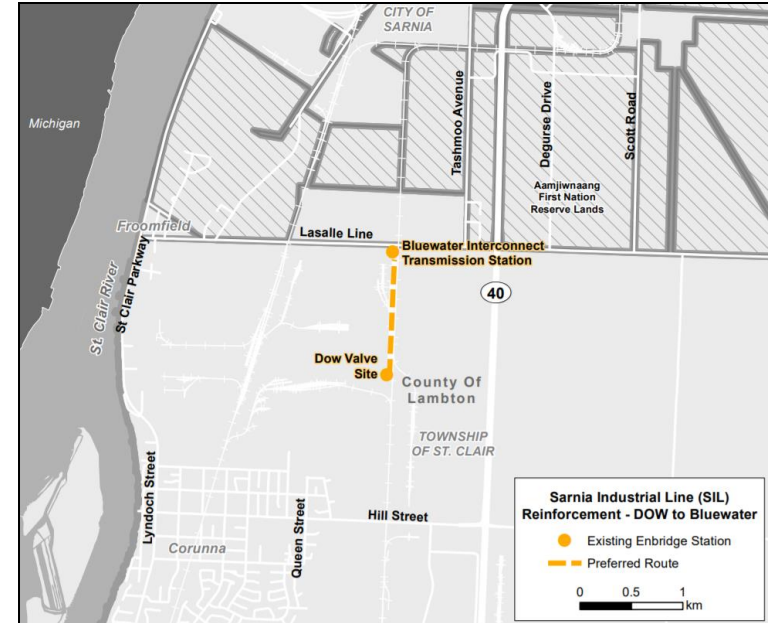 CITY OF
SARNIA
Michigan
Tashmoo Avenue
Degurse Drive
Scott Road
Aamjiwnaang
First Nation
Reserve Lands
Froomfield
Lasalle Line
Bluewater Interconnect
Transmission Station
St. Clair River
St Clair Parkway
40
Dow Valve
Site
County Of
Lambton
TOWNSHIP
OF ST. CLAIR
Lyndoch Street
Queen Street
Hill Street
Corunna
Sarnia Industrial Line (SIL)
Reinforcement - DOW to Bluewater
Existing Enbridge Station
Preferred Route
0 0.5 1
km